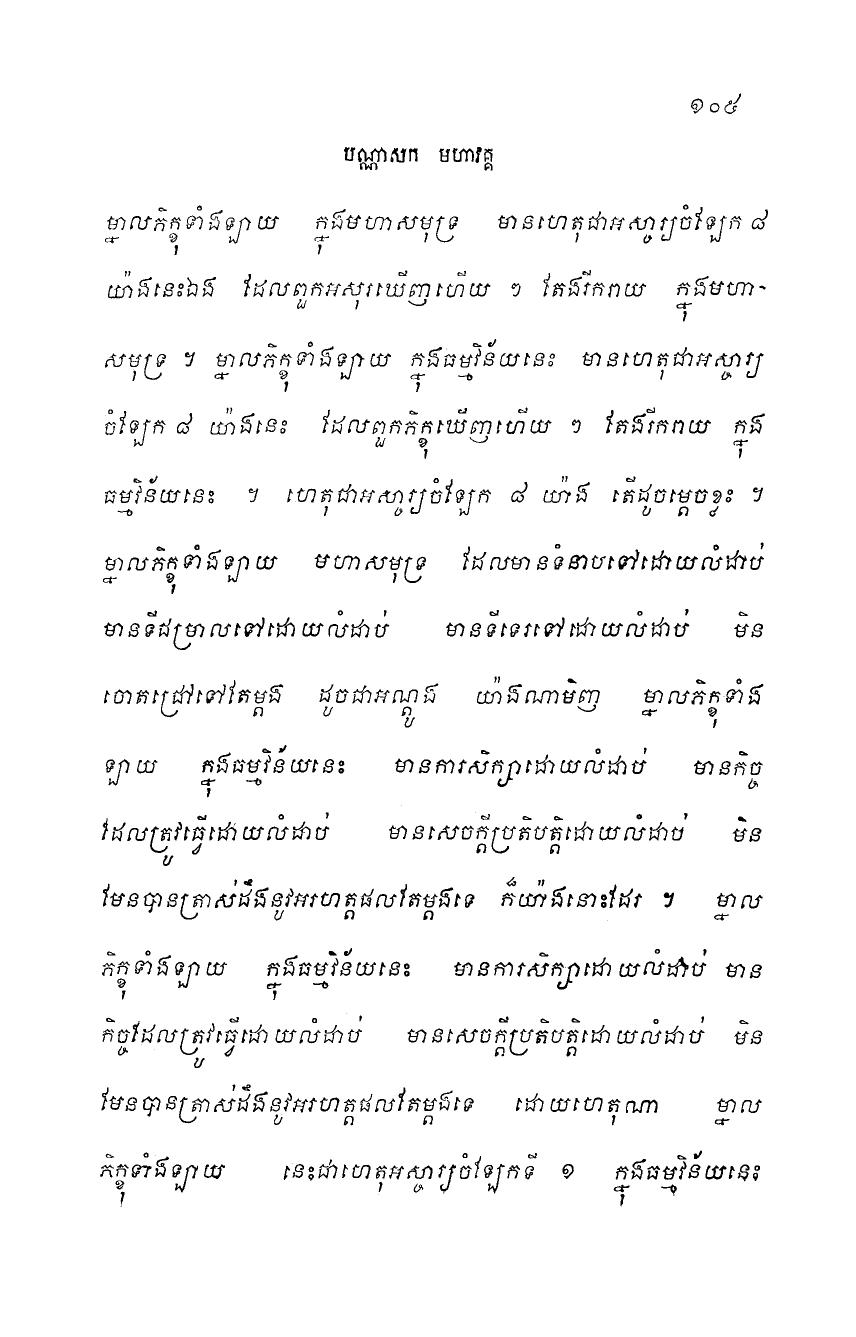 ១០៥
បណ្ណាសក មហាវគ្គ
ម្នាលភិក្ខុទាំងឡាយ ក្នុងមហាសមុទ្រ មានហេតុជាអស្ចារ្យចំឡែក ៨
យ៉ាងនេះឯង ដែលពួកអសុរឃើញហើយ ៗ តែងរីករាយ ក្នុងមហា-
សមុទ្រ ។ ម្នាលភិក្ខុទាំងឡាយ ក្នុងធម្មវិន័យនេះ មានហេតុជាអស្ចារ្យ
ចំឡែក ៨ យ៉ាងនេះ ដែលពួកភិក្ខុឃើញហើយ ៗ តែងរីករាយ ក្នុង
ធម្មវិន័យនេះ ។ ហេតុជាអស្ចារ្យចំឡែក ៨ យ៉ាង តើដូចម្តេចខ្លះ ។
ម្នាលភិក្ខុទាំងឡាយ មហាសមុទ្រ ដែលមានទំនាបទៅដោយលំដាប់
មានទីជម្រាលទៅដោយលំដាប់ មានទីទេរទៅដោយលំដាប់ មិន
ចោតជ្រៅទៅតែម្តង ដូចជាអណ្តូង យ៉ាងណាមិញ ម្នាលភិក្ខុទាំង
ឡាយ ក្នុងធម្មវិន័យនេះ មានការសិក្សាដោយលំដាប់ មានកិច្ច
ដែលត្រូវធ្វើដោយលំដាប់ មានសេចក្តីប្រតិបត្តិដោយលំដាប់ មិន
មែនបានត្រាស់ដឹងនូវអរហត្តផលតែម្តងទេ ក៏យ៉ាងនោះដែរ ។ ម្នាល
ភិក្ខុទាំងឡាយ ក្នុងធម្មវិន័យនេះ មានការសិក្សាដោយលំដាប់ មាន
កិច្ចដែលត្រូវធ្វើដោយលំដាប់ មានសេចក្តីប្រតិបត្តិដោយលំដាប់ មិន
មែនបានត្រាស់ដឹងនូវអរហត្តផលតែម្តងទេ ដោយហេតុណា ម្នាល
ភិក្ខុទាំងឡាយ នេះជាហេតុអស្ចារ្យចំឡែកទី ១ ក្នុងធម្មវិន័យនេះ